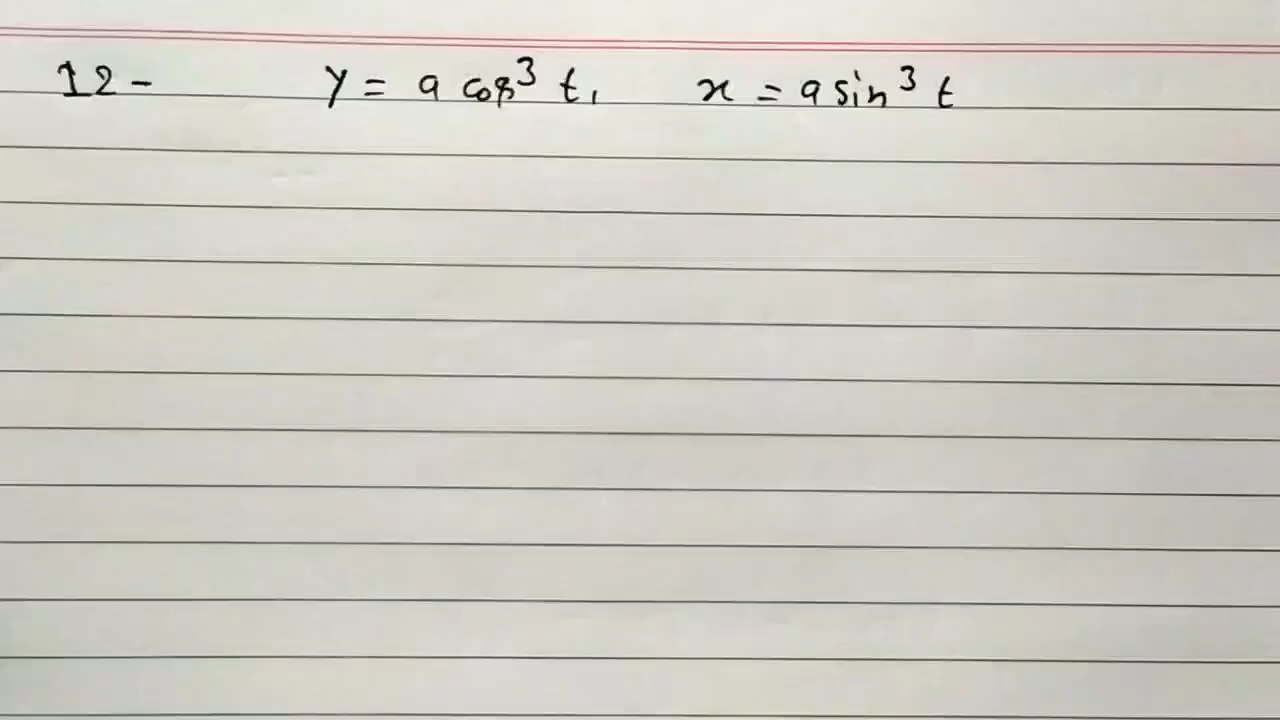 12- y = a cos³ t, x = a sin³ t